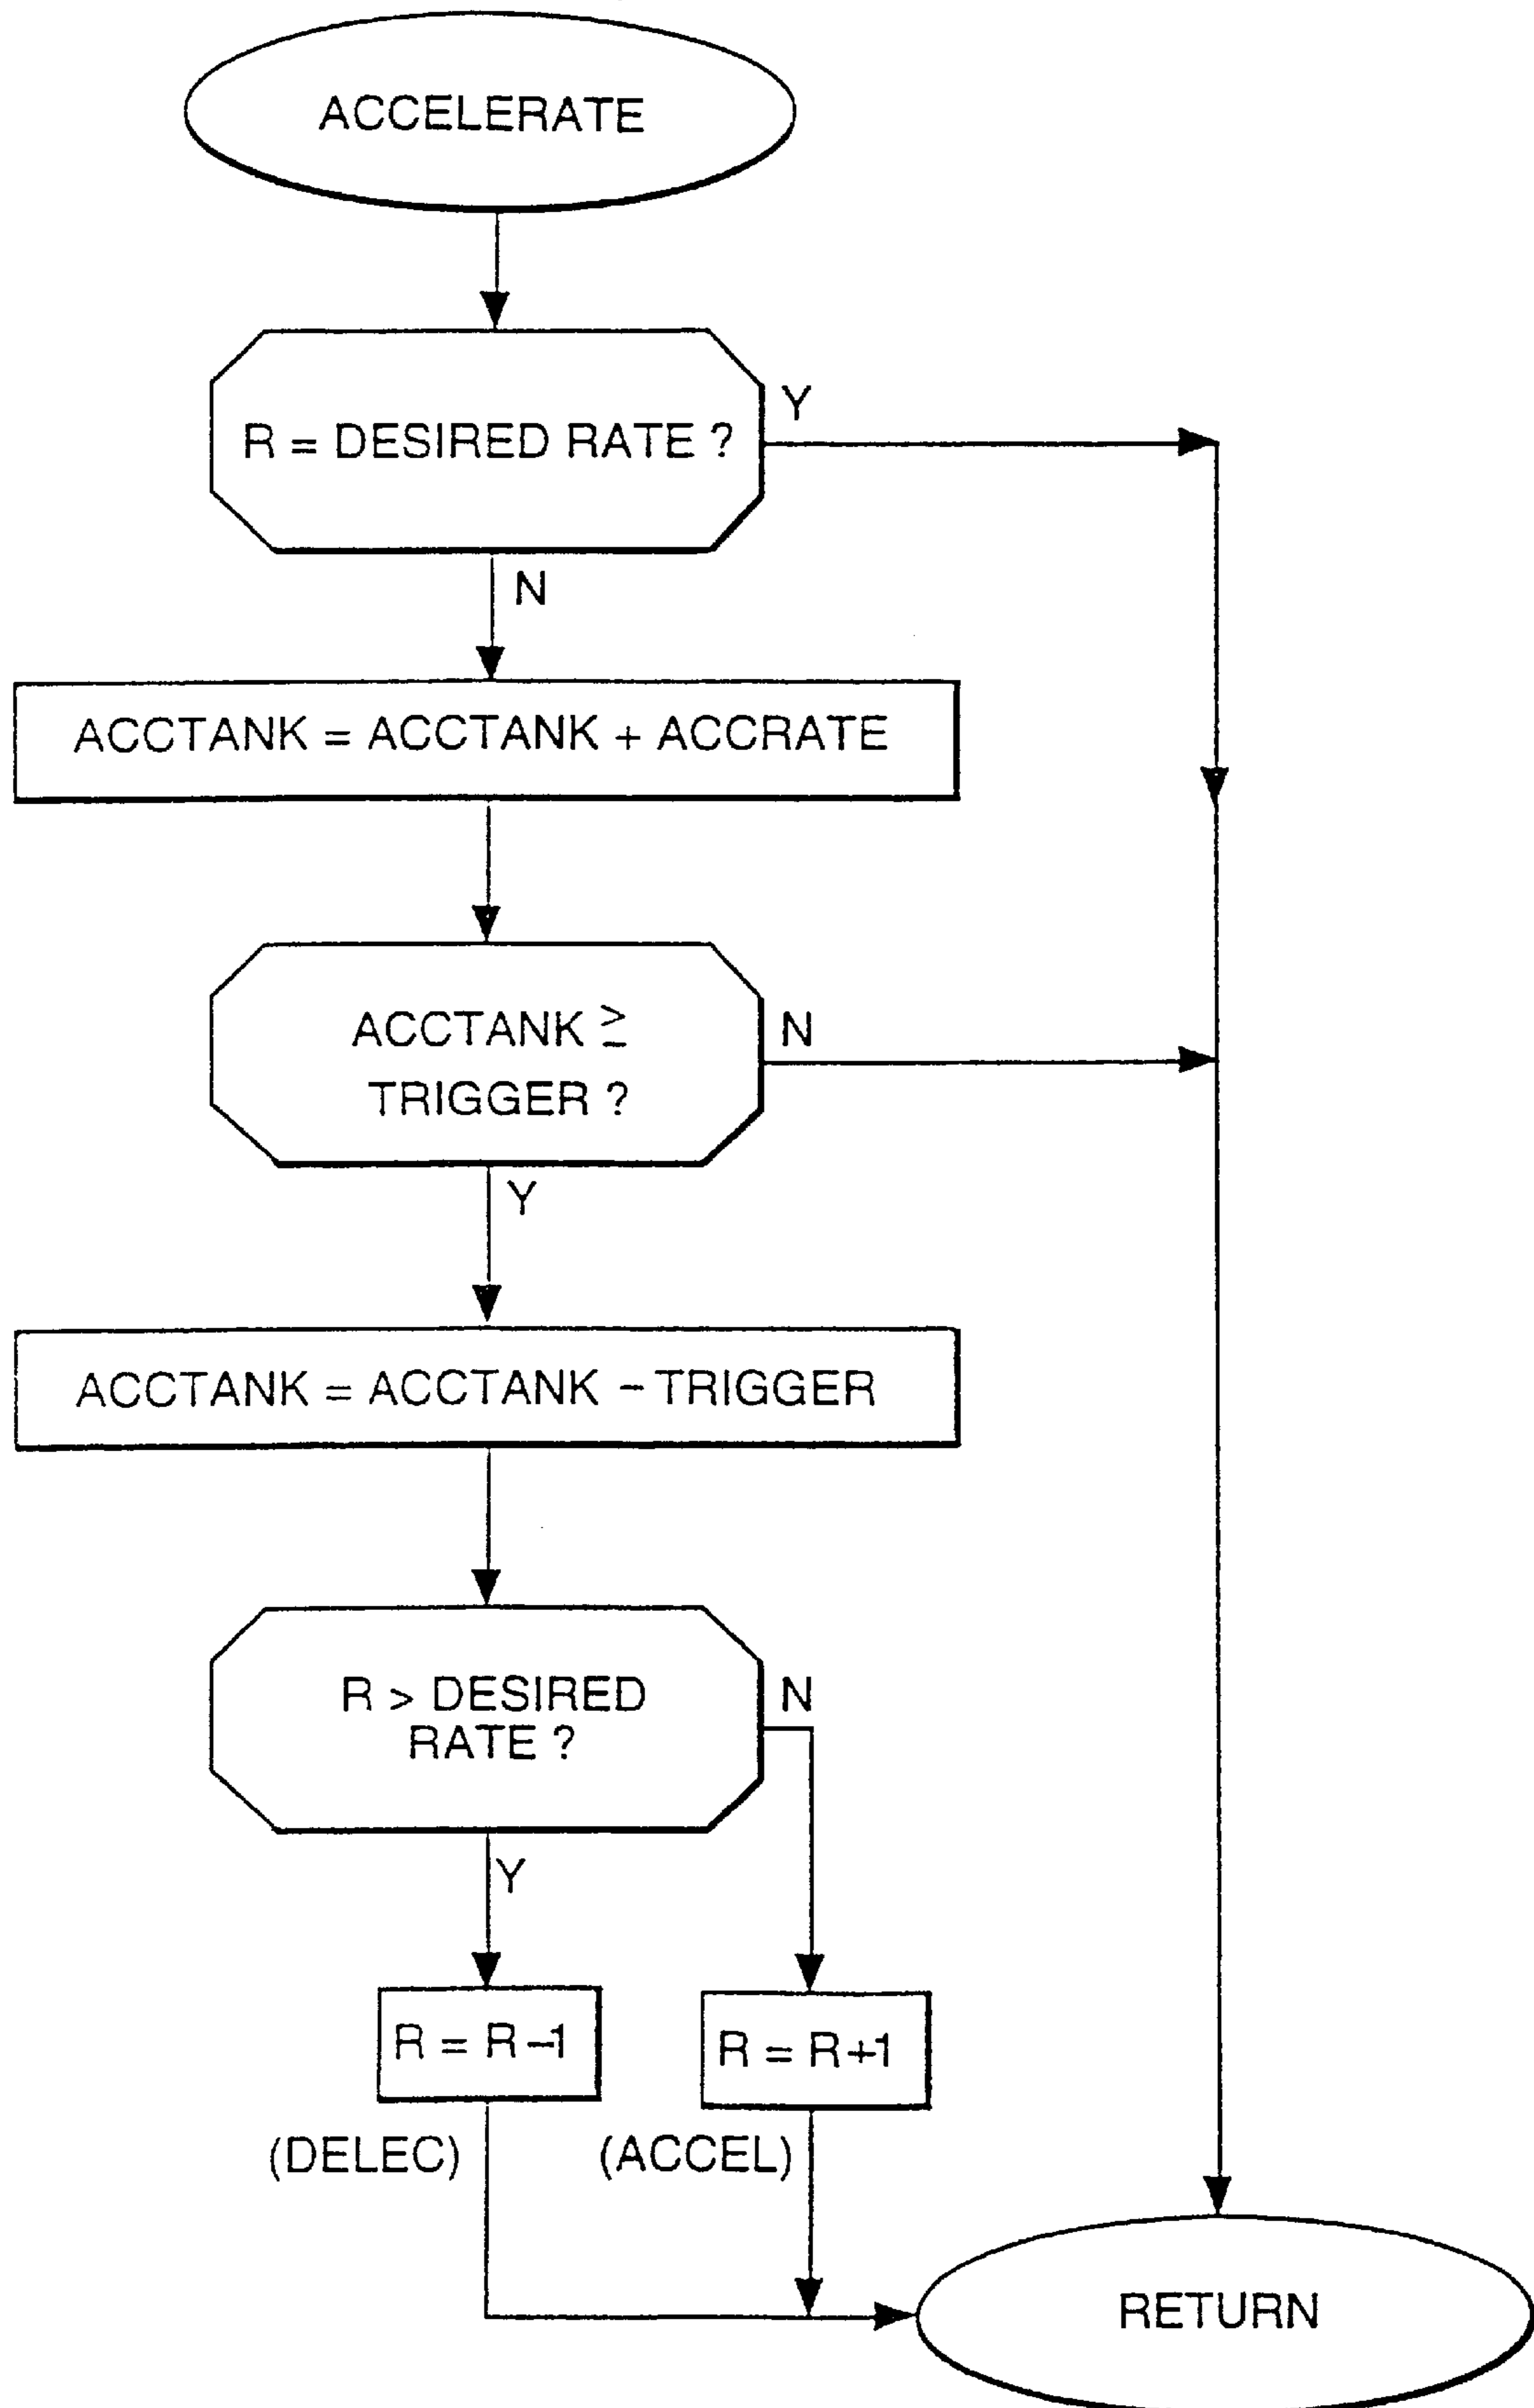 ACCELERATE
R = DESIRED RATE ?
Y
N
ACCTANK = ACCTANK + ACCRATE
ACCTANK ≥
TRIGGER ?
N
Y
ACCTANK = ACCTANK – TRIGGER
R > DESIRED
RATE ?
N
Y
R = R–1
R = R+1
(DELEC)
(ACCEL)
RETURN